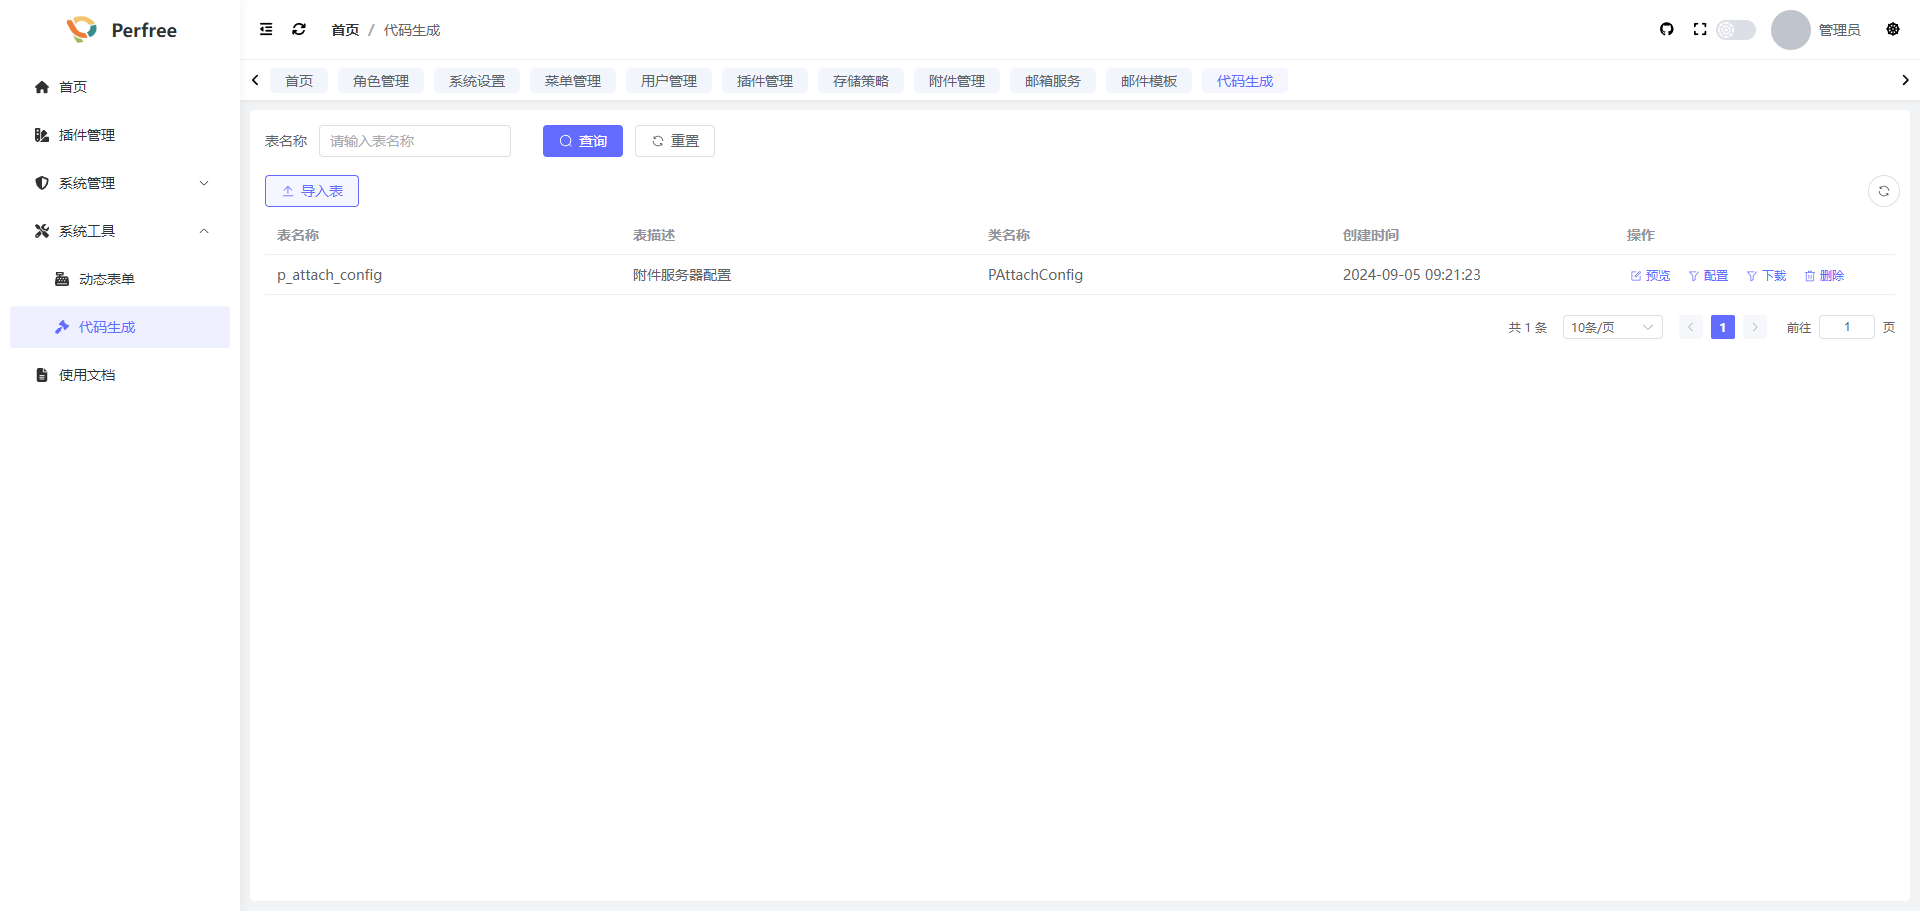 Perfree
首页 / 代码生成
管理员
首页
插件管理
系统管理
系统工具
动态表单
代码生成
使用文档
首页 角色管理 系统设置 菜单管理 用户管理 插件管理 存储策略 附件管理 邮箱服务 邮件模板 代码生成
表名称 请输入表名称 查询 重置
导入表
表名称 表描述 类名称 创建时间 操作
p_attach_config 附件服务器配置 PAttachConfig 2024-09-05 09:21:23 预览 配置 下载 删除
共 1 条 10条/页 1 前往 1 页